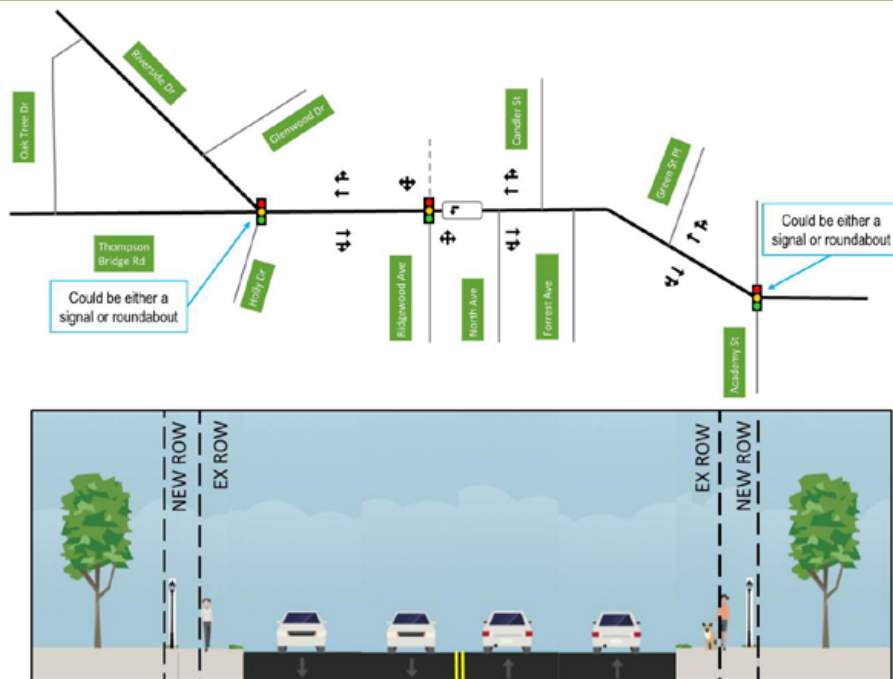 Oak Tree Dr
Riverside Dr
Glenwood Dr
Candler St
Green St Pl
Could be either a
signal or roundabout
Thompson
Bridge Rd
Holly Dr
Could be either a
signal or roundabout
Ridgewood Ave
North Ave
Forrest Ave
Academy St
NEW ROW
EX ROW
EX ROW
NEW ROW